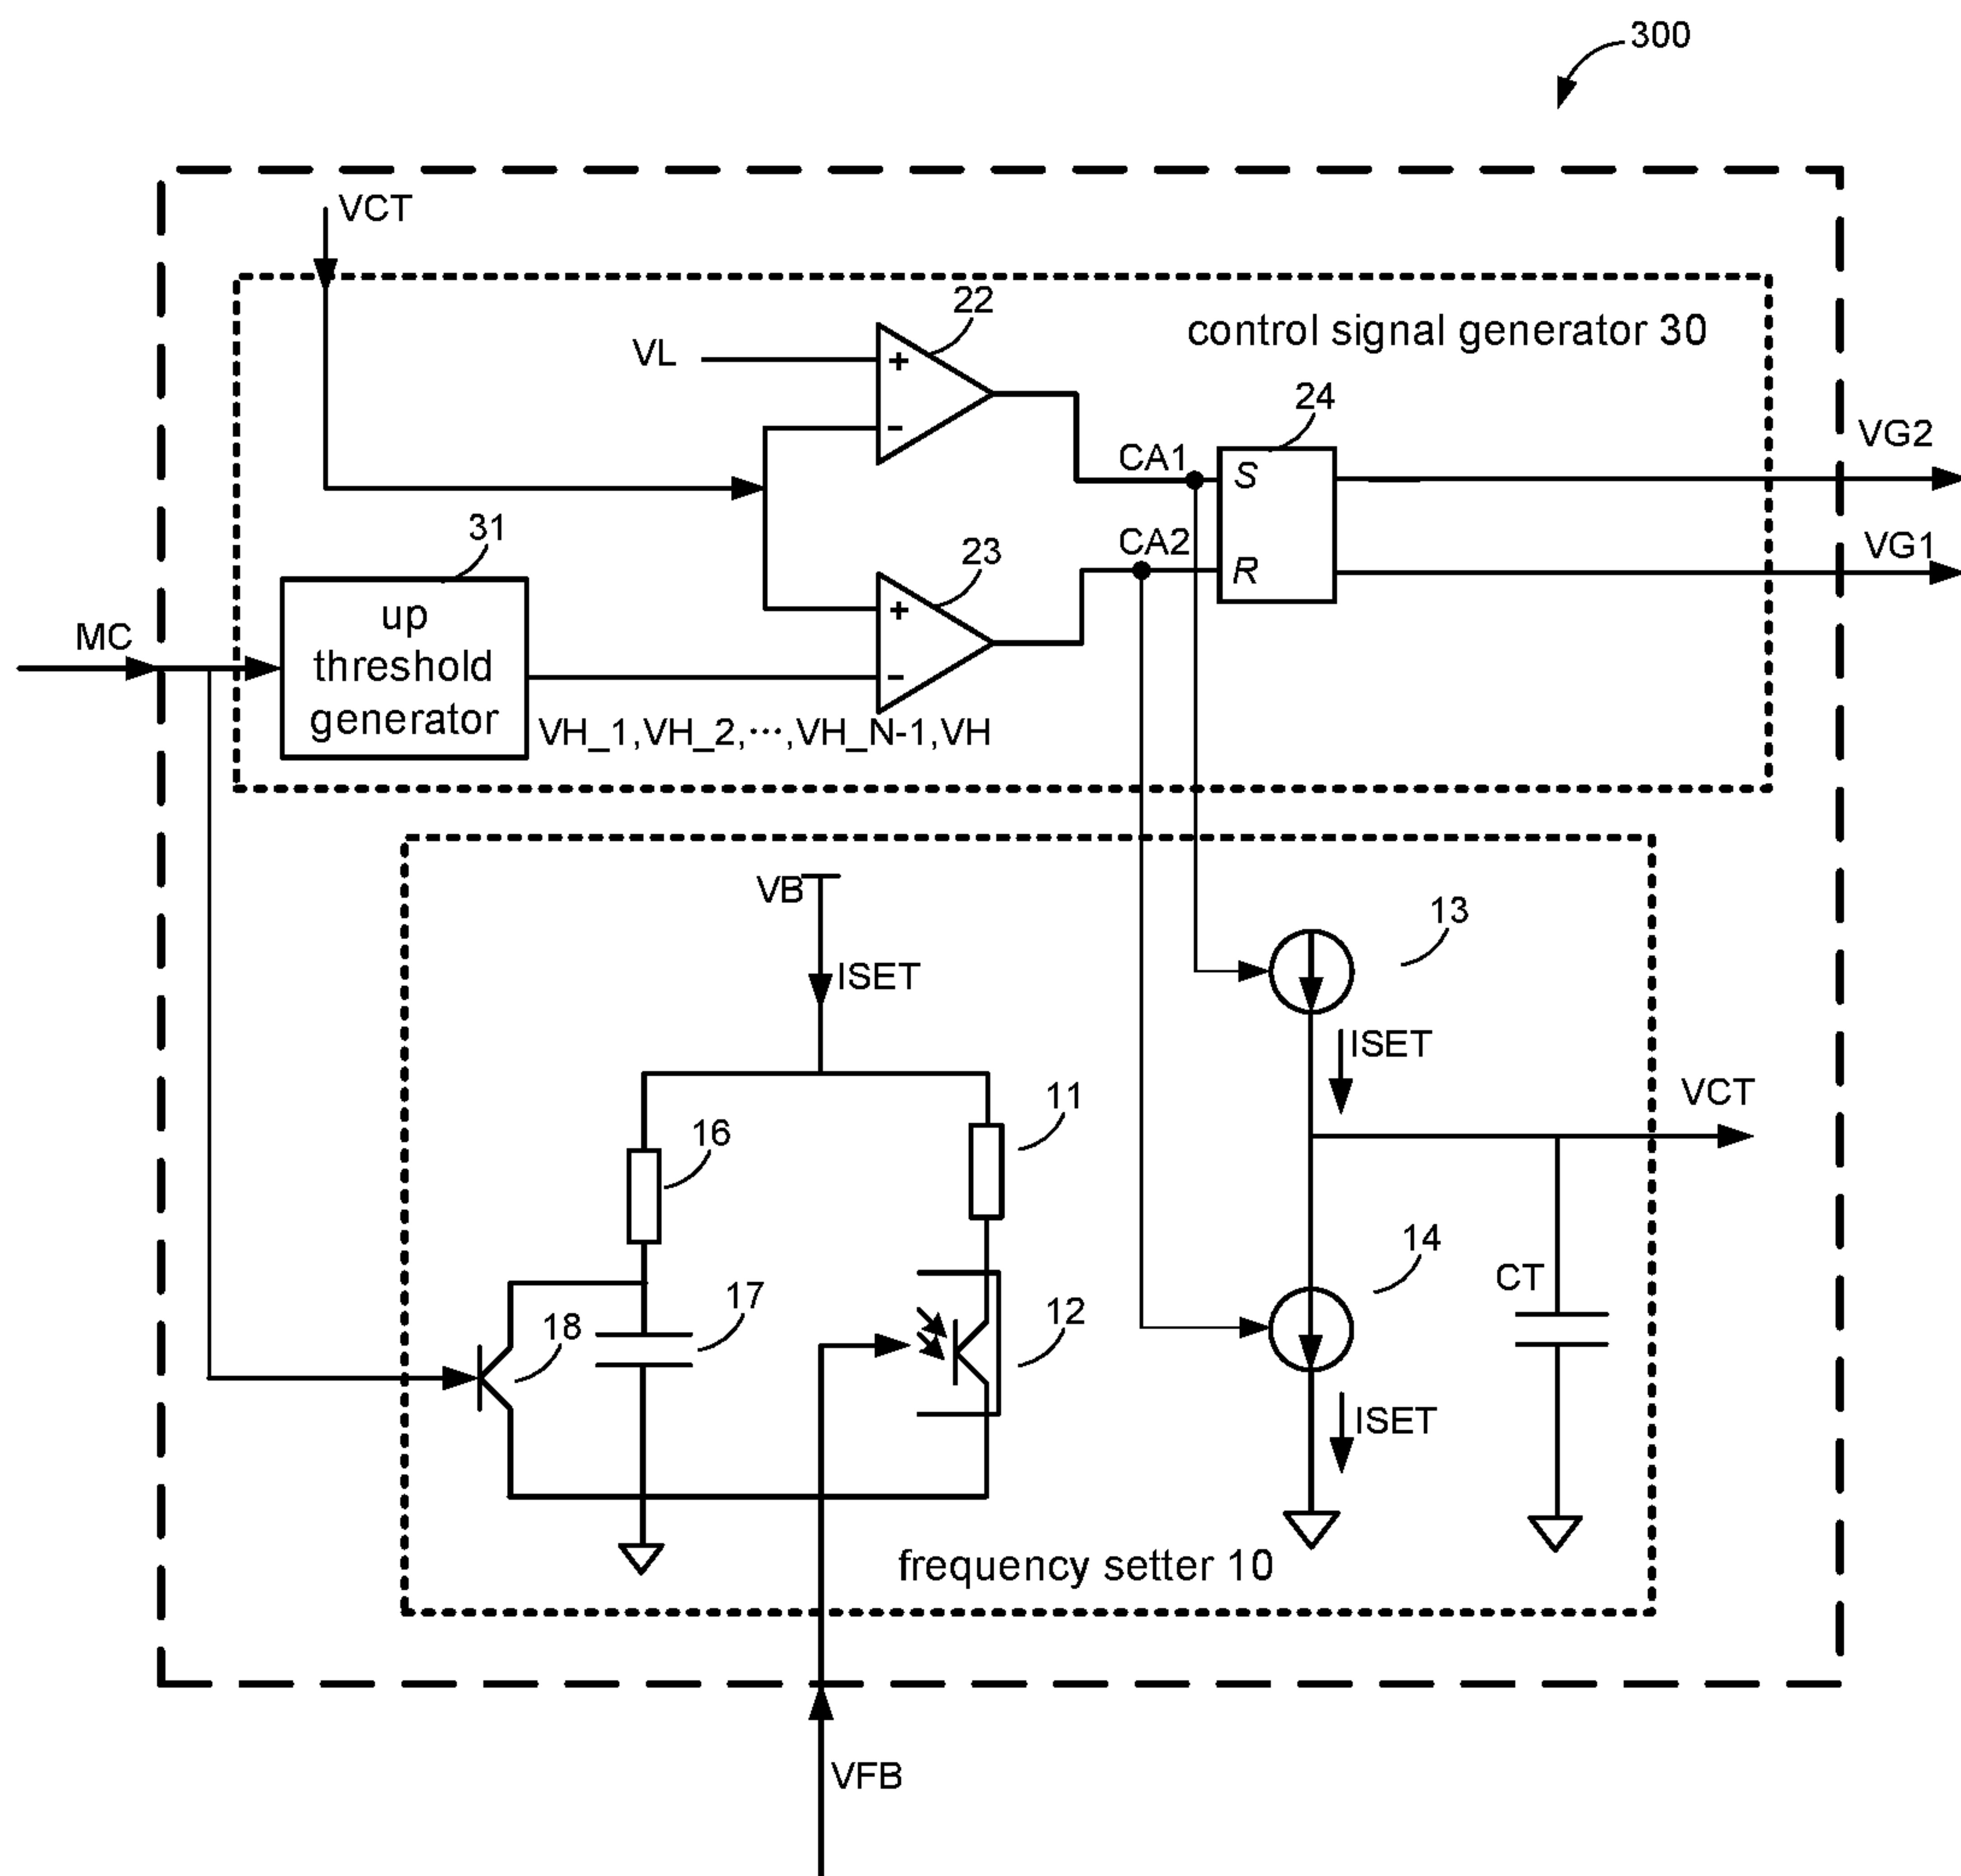 300
VCT
22
control signal generator 30
VL
+
-
24
VG2
CA1
S
31
23
CA2
VG1
R
+
-
MC
up
threshold
generator
VH_1,VH_2,···,VH_N-1,VH
VB
13
ISET
ISET
11
VCT
16
14
CT
17
12
18
ISET
frequency setter 10
VFB